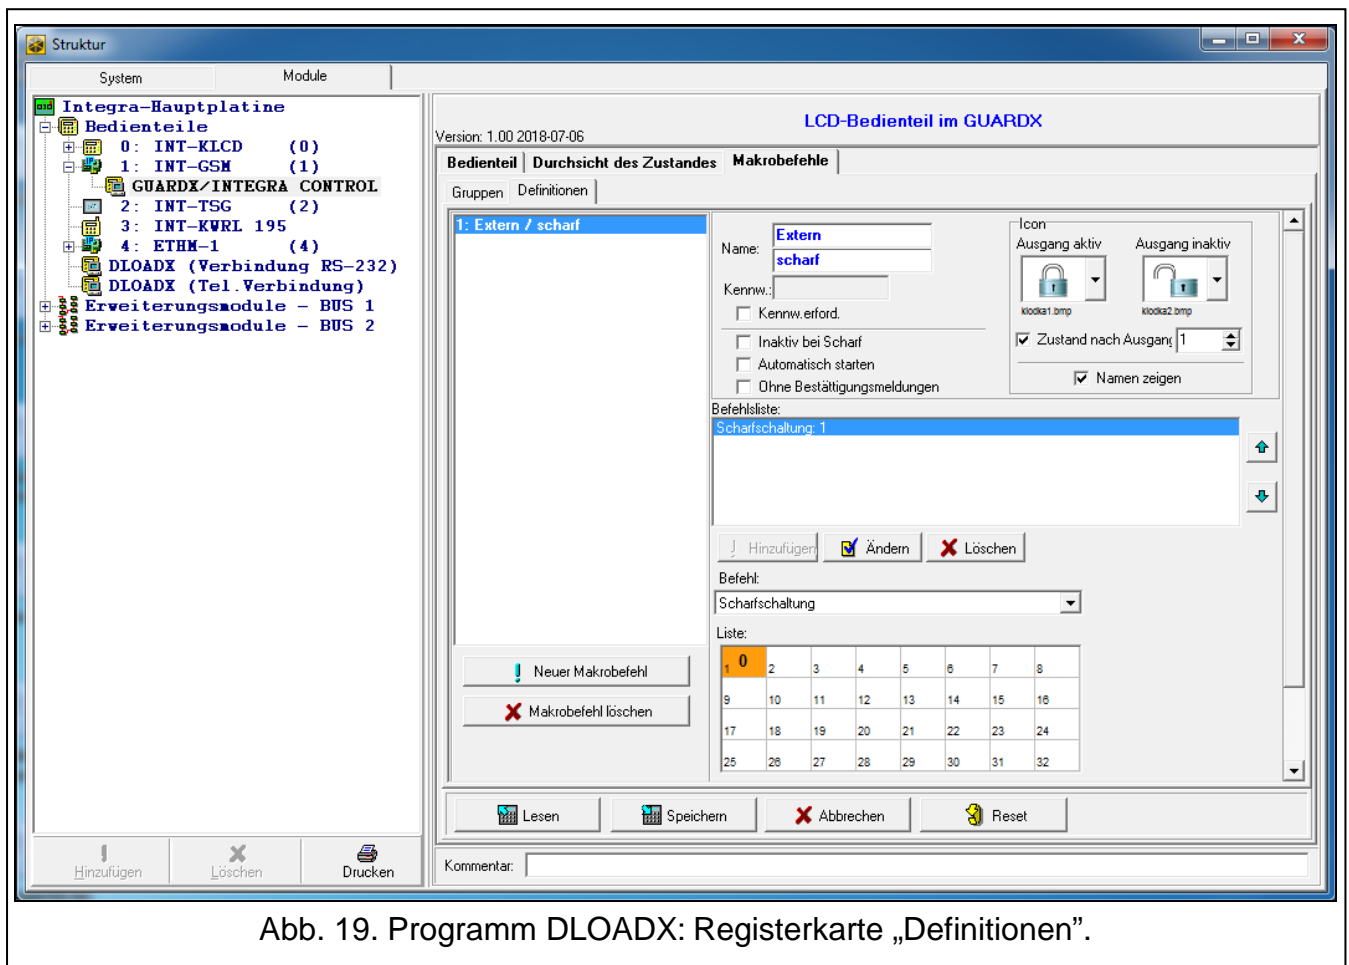 Struktur
System
Module
Integra-Hauptplatine
Bedienteile
0: INT-KLCD (0)
1: INT-GSM (1)
GUARDX/INTEGRA CONTROL
2: INT-TSG (2)
3: INT-KWRL 195
4: ETHM-1 (4)
DLOADX (Verbindung RS-232)
DLOADX (Tel.Verbindung)
Erweiterungsmodule - BUS 1
Erweiterungsmodule - BUS 2
Hinzufügen
Löschen
Drucken
LCD-Bedienteil im GUARDX
Version: 1.00 2018-07-06
Bedienteil
Durchsicht des Zustandes
Makrobefehle
Gruppen
Definitionen
1: Extern / scharf
Neuer Makrobefehl
Makrobefehl löschen
Name:
Extern
scharf
Kennw.:
Kennw.erford.
Inaktiv bei Scharf
Automatisch starten
Ohne Bestättigungsmeldungen
Icon
Ausgang aktiv
Ausgang inaktiv
klodka1.bmp
klodka2.bmp
Zustand nach Ausgang
1
Namen zeigen
Befehlsliste:
Scharfschaltung: 1
Hinzufügen
Ändern
Löschen
Befehl:
Scharfschaltung
Liste:
1 0 2 3 4 5 6 7 8
9 10 11 12 13 14 15 16
17 18 19 20 21 22 23 24
25 26 27 28 29 30 31 32
Lesen
Speichern
Abbrechen
Reset
Kommentar:
Abb. 19. Programm DLOADX: Registerkarte „Definitionen”.